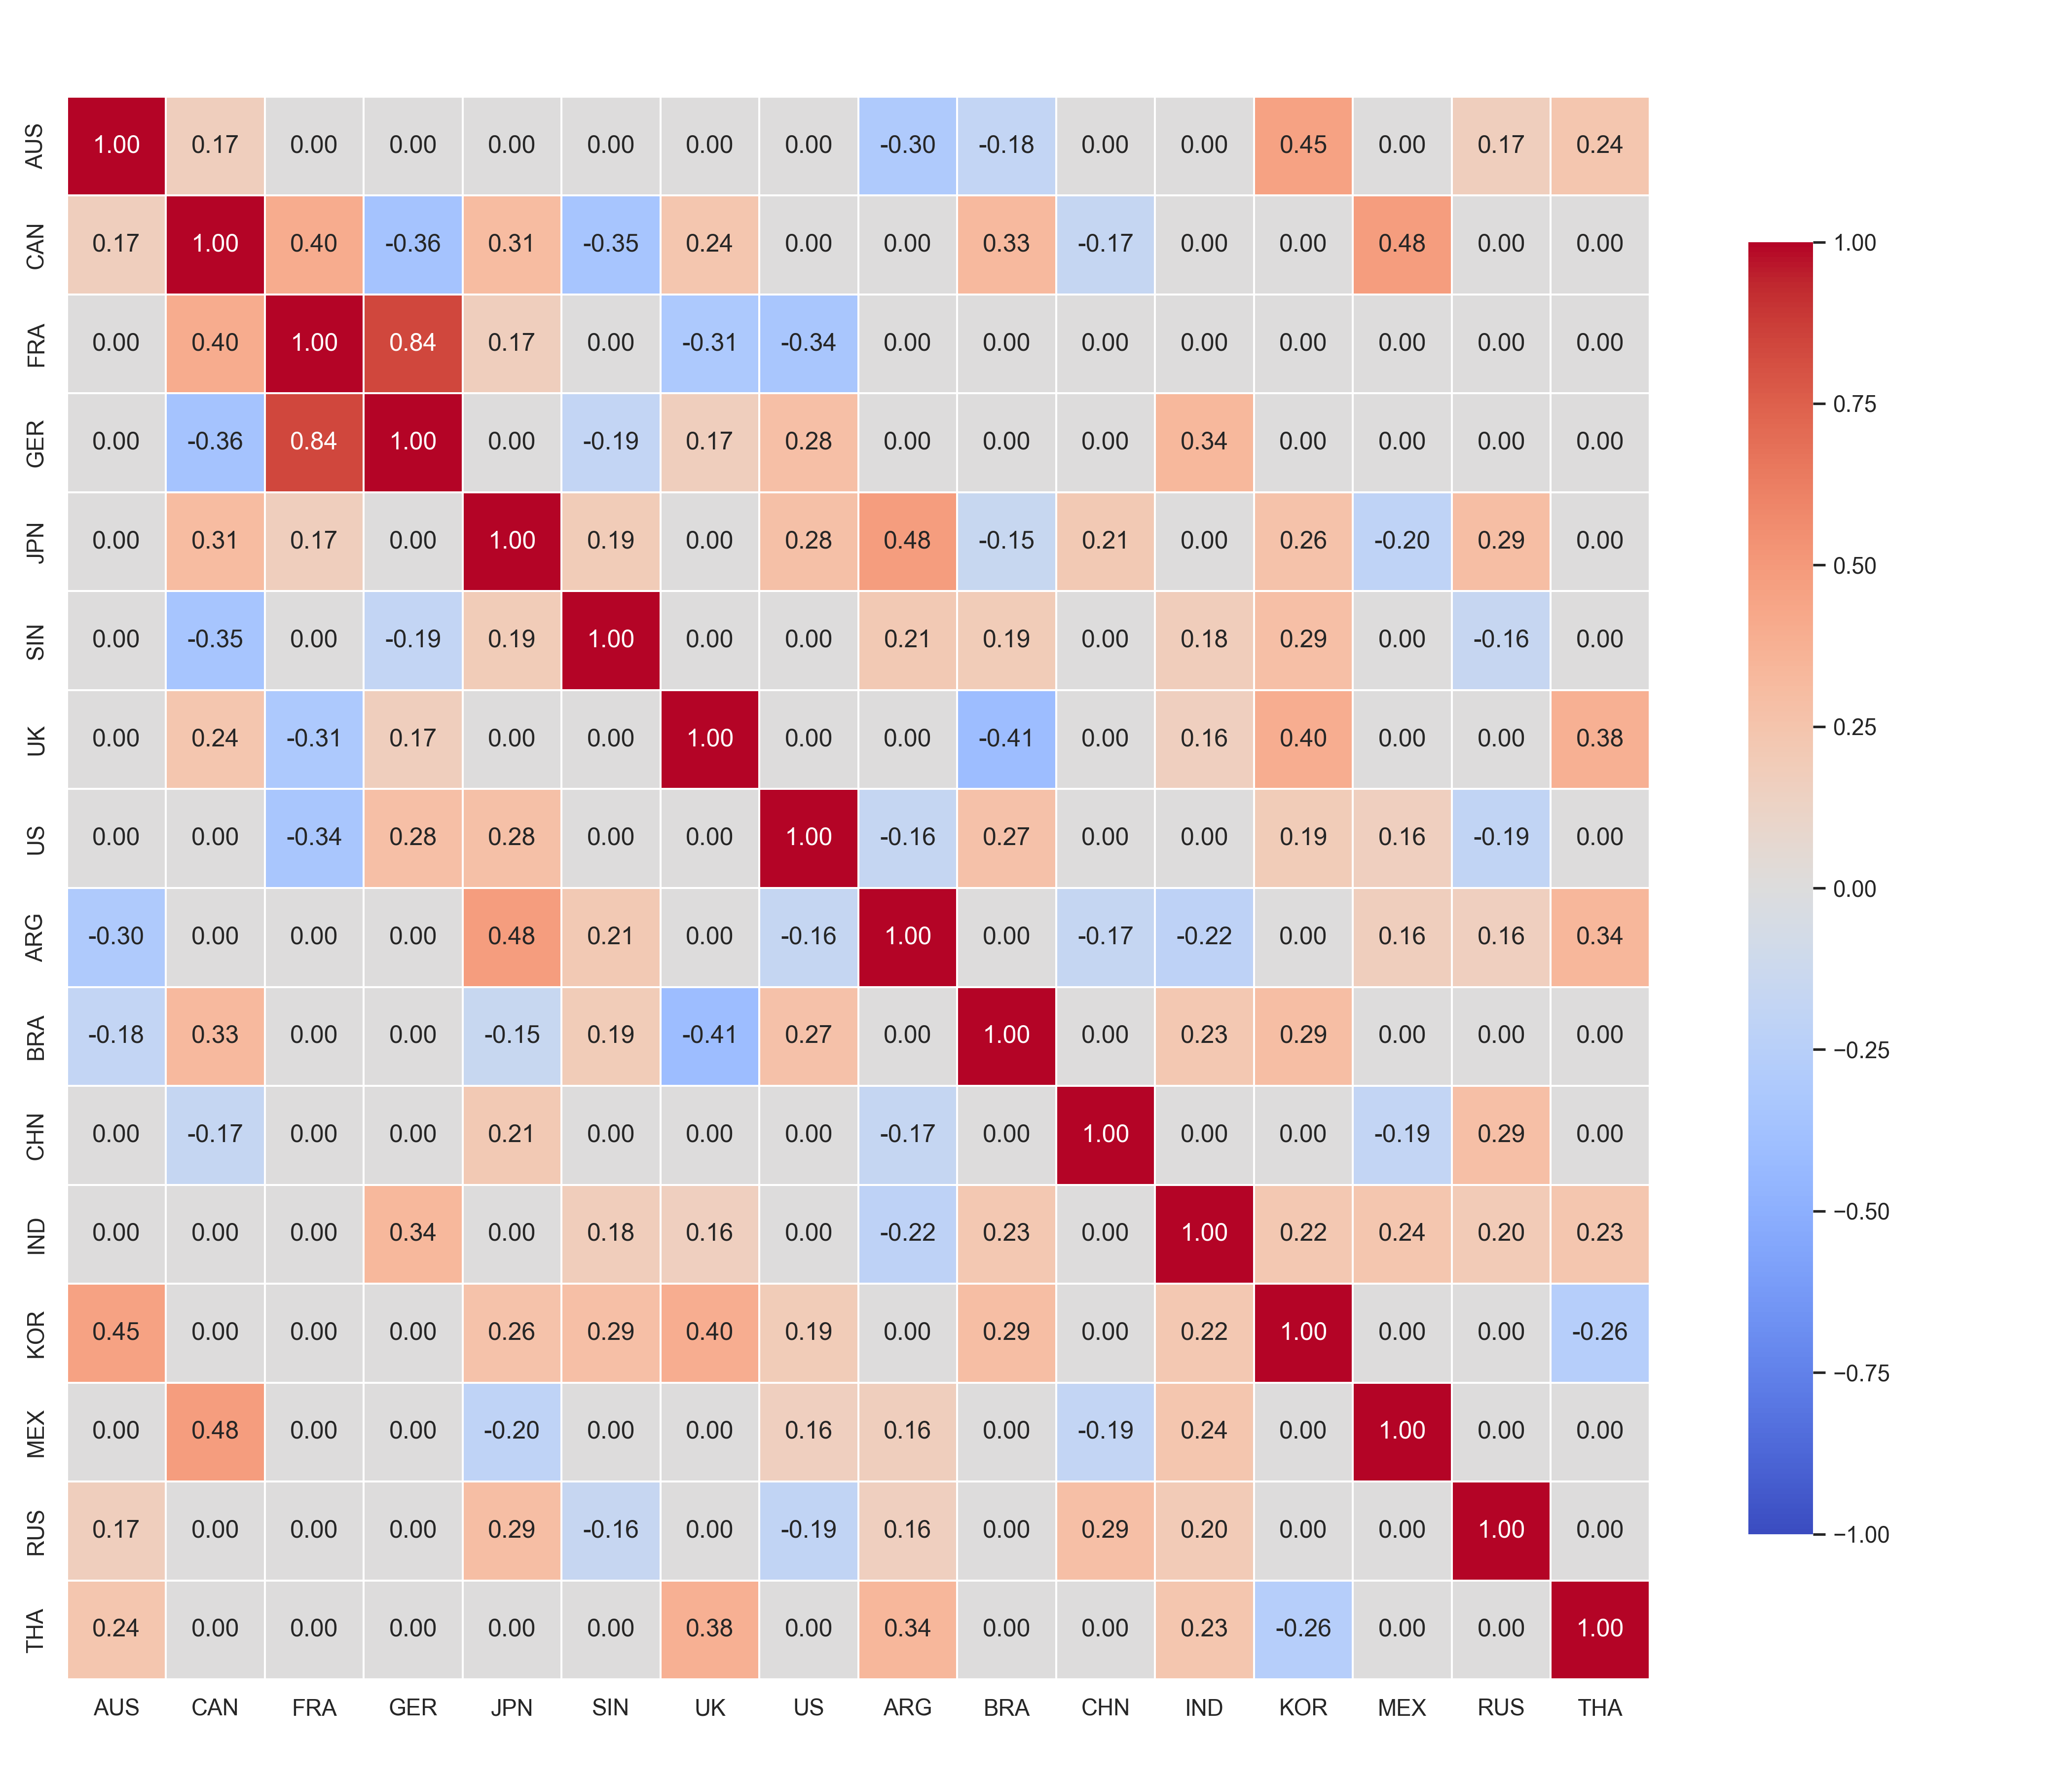 AUS 1.00 0.17 0.00 0.00 0.00 0.00 0.00 0.00 -0.30 -0.18 0.00 0.00 0.45 0.00 0.17 0.24
CAN 0.17 1.00 0.40 -0.36 0.31 -0.35 0.24 0.00 0.00 0.33 -0.17 0.00 0.00 0.48 0.00 0.00
FRA 0.00 0.40 1.00 0.84 0.17 0.00 -0.31 -0.34 0.00 0.00 0.00 0.00 0.00 0.00 0.00 0.00
GER 0.00 -0.36 0.84 1.00 0.00 -0.19 0.17 0.28 0.00 0.00 0.00 0.34 0.00 0.00 0.00 0.00
JPN 0.00 0.31 0.17 0.00 1.00 0.19 0.00 0.28 0.48 -0.15 0.21 0.00 0.26 -0.20 0.29 0.00
SIN 0.00 -0.35 0.00 -0.19 0.19 1.00 0.00 0.00 0.21 0.19 0.00 0.18 0.29 0.00 -0.16 0.00
UK 0.00 0.24 -0.31 0.17 0.00 0.00 1.00 0.00 0.00 -0.41 0.00 0.16 0.40 0.00 0.00 0.38
US 0.00 0.00 -0.34 0.28 0.28 0.00 0.00 1.00 -0.16 0.27 0.00 0.00 0.19 0.16 -0.19 0.00
ARG -0.30 0.00 0.00 0.00 0.48 0.21 0.00 -0.16 1.00 0.00 -0.17 -0.22 0.00 0.16 0.16 0.34
BRA -0.18 0.33 0.00 0.00 -0.15 0.19 -0.41 0.27 0.00 1.00 0.00 0.23 0.29 0.00 0.00 0.00
CHN 0.00 -0.17 0.00 0.00 0.21 0.00 0.00 0.00 -0.17 0.00 1.00 0.00 0.00 -0.19 0.29 0.00
IND 0.00 0.00 0.00 0.34 0.00 0.18 0.16 0.00 -0.22 0.23 0.00 1.00 0.22 0.24 0.20 0.23
KOR 0.45 0.00 0.00 0.00 0.26 0.29 0.40 0.19 0.00 0.29 0.00 0.22 1.00 0.00 0.00 -0.26
MEX 0.00 0.48 0.00 0.00 -0.20 0.00 0.00 0.16 0.16 0.00 -0.19 0.24 0.00 1.00 0.00 0.00
RUS 0.17 0.00 0.00 0.00 0.29 -0.16 0.00 -0.19 0.16 0.00 0.29 0.20 0.00 0.00 1.00 0.00
THA 0.24 0.00 0.00 0.00 0.00 0.00 0.38 0.00 0.34 0.00 0.00 0.23 -0.26 0.00 0.00 1.00
AUS CAN FRA GER JPN SIN UK US ARG BRA CHN IND KOR MEX RUS THA
1.00
0.75
0.50
0.25
0.00
−0.25
−0.50
−0.75
−1.00